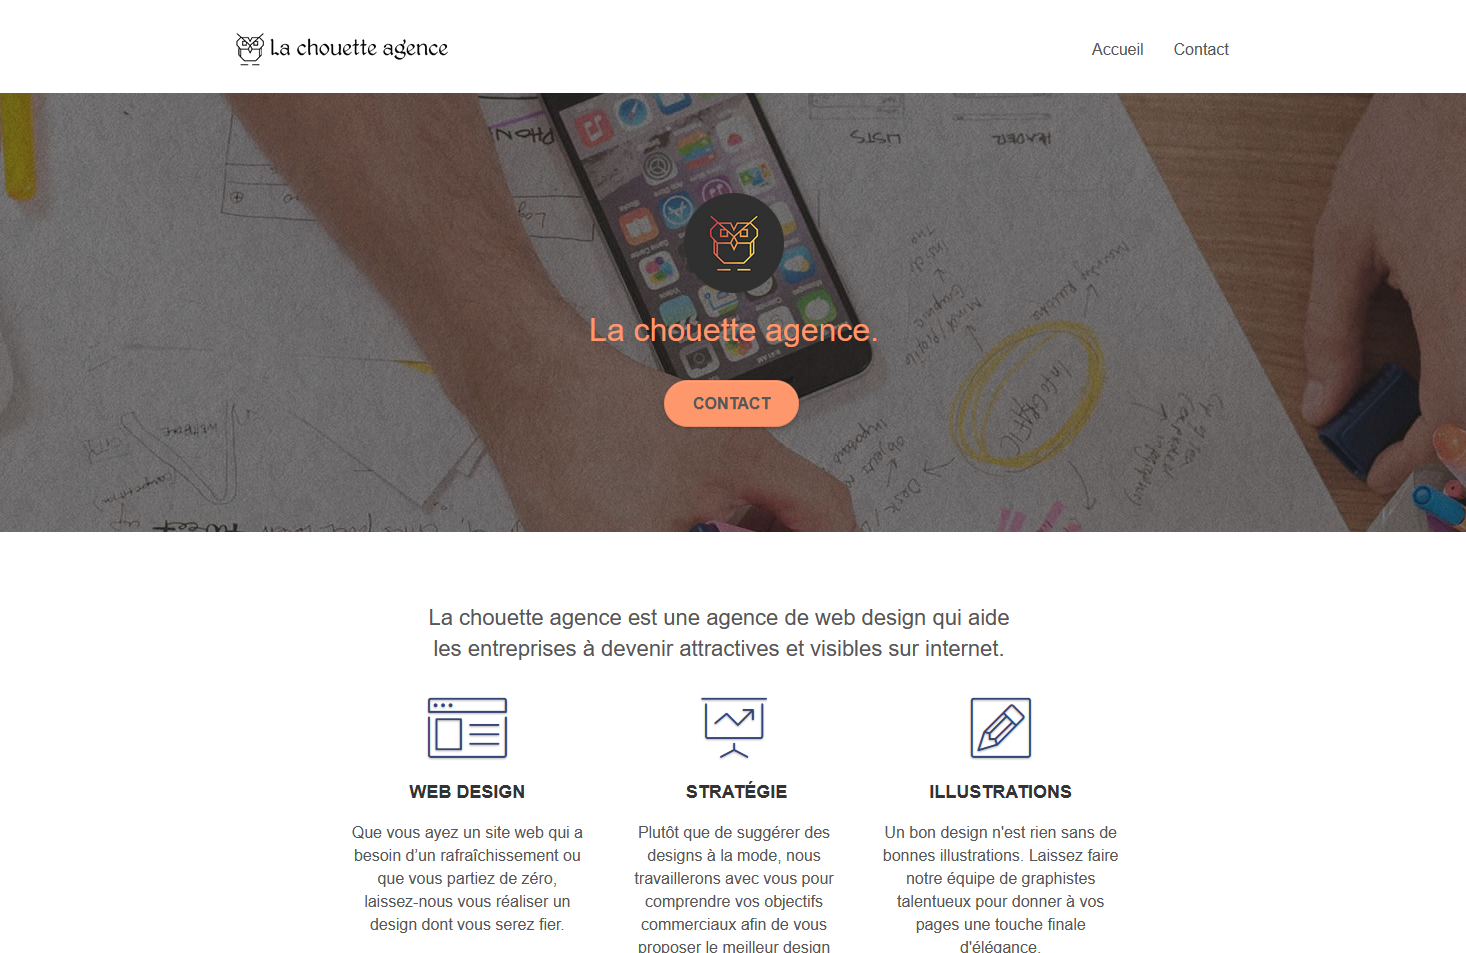 La chouette agence
Accueil
Contact
PHON
LISTS
HEADER
La chouette agence.
CONTACT
La chouette agence est une agence de web design qui aide
les entreprises à devenir attractives et visibles sur internet.
WEB DESIGN
Que vous ayez un site web qui a
besoin d’un rafraîchissement ou
que vous partiez de zéro,
laissez-nous vous réaliser un
design dont vous serez fier.
STRATÉGIE
Plutôt que de suggérer des
designs à la mode, nous
travaillerons avec vous pour
comprendre vos objectifs
commerciaux afin de vous
proposer le meilleur design
ILLUSTRATIONS
Un bon design n'est rien sans de
bonnes illustrations. Laissez faire
notre équipe de graphistes
talentueux pour donner à vos
pages une touche finale
d'élégance.